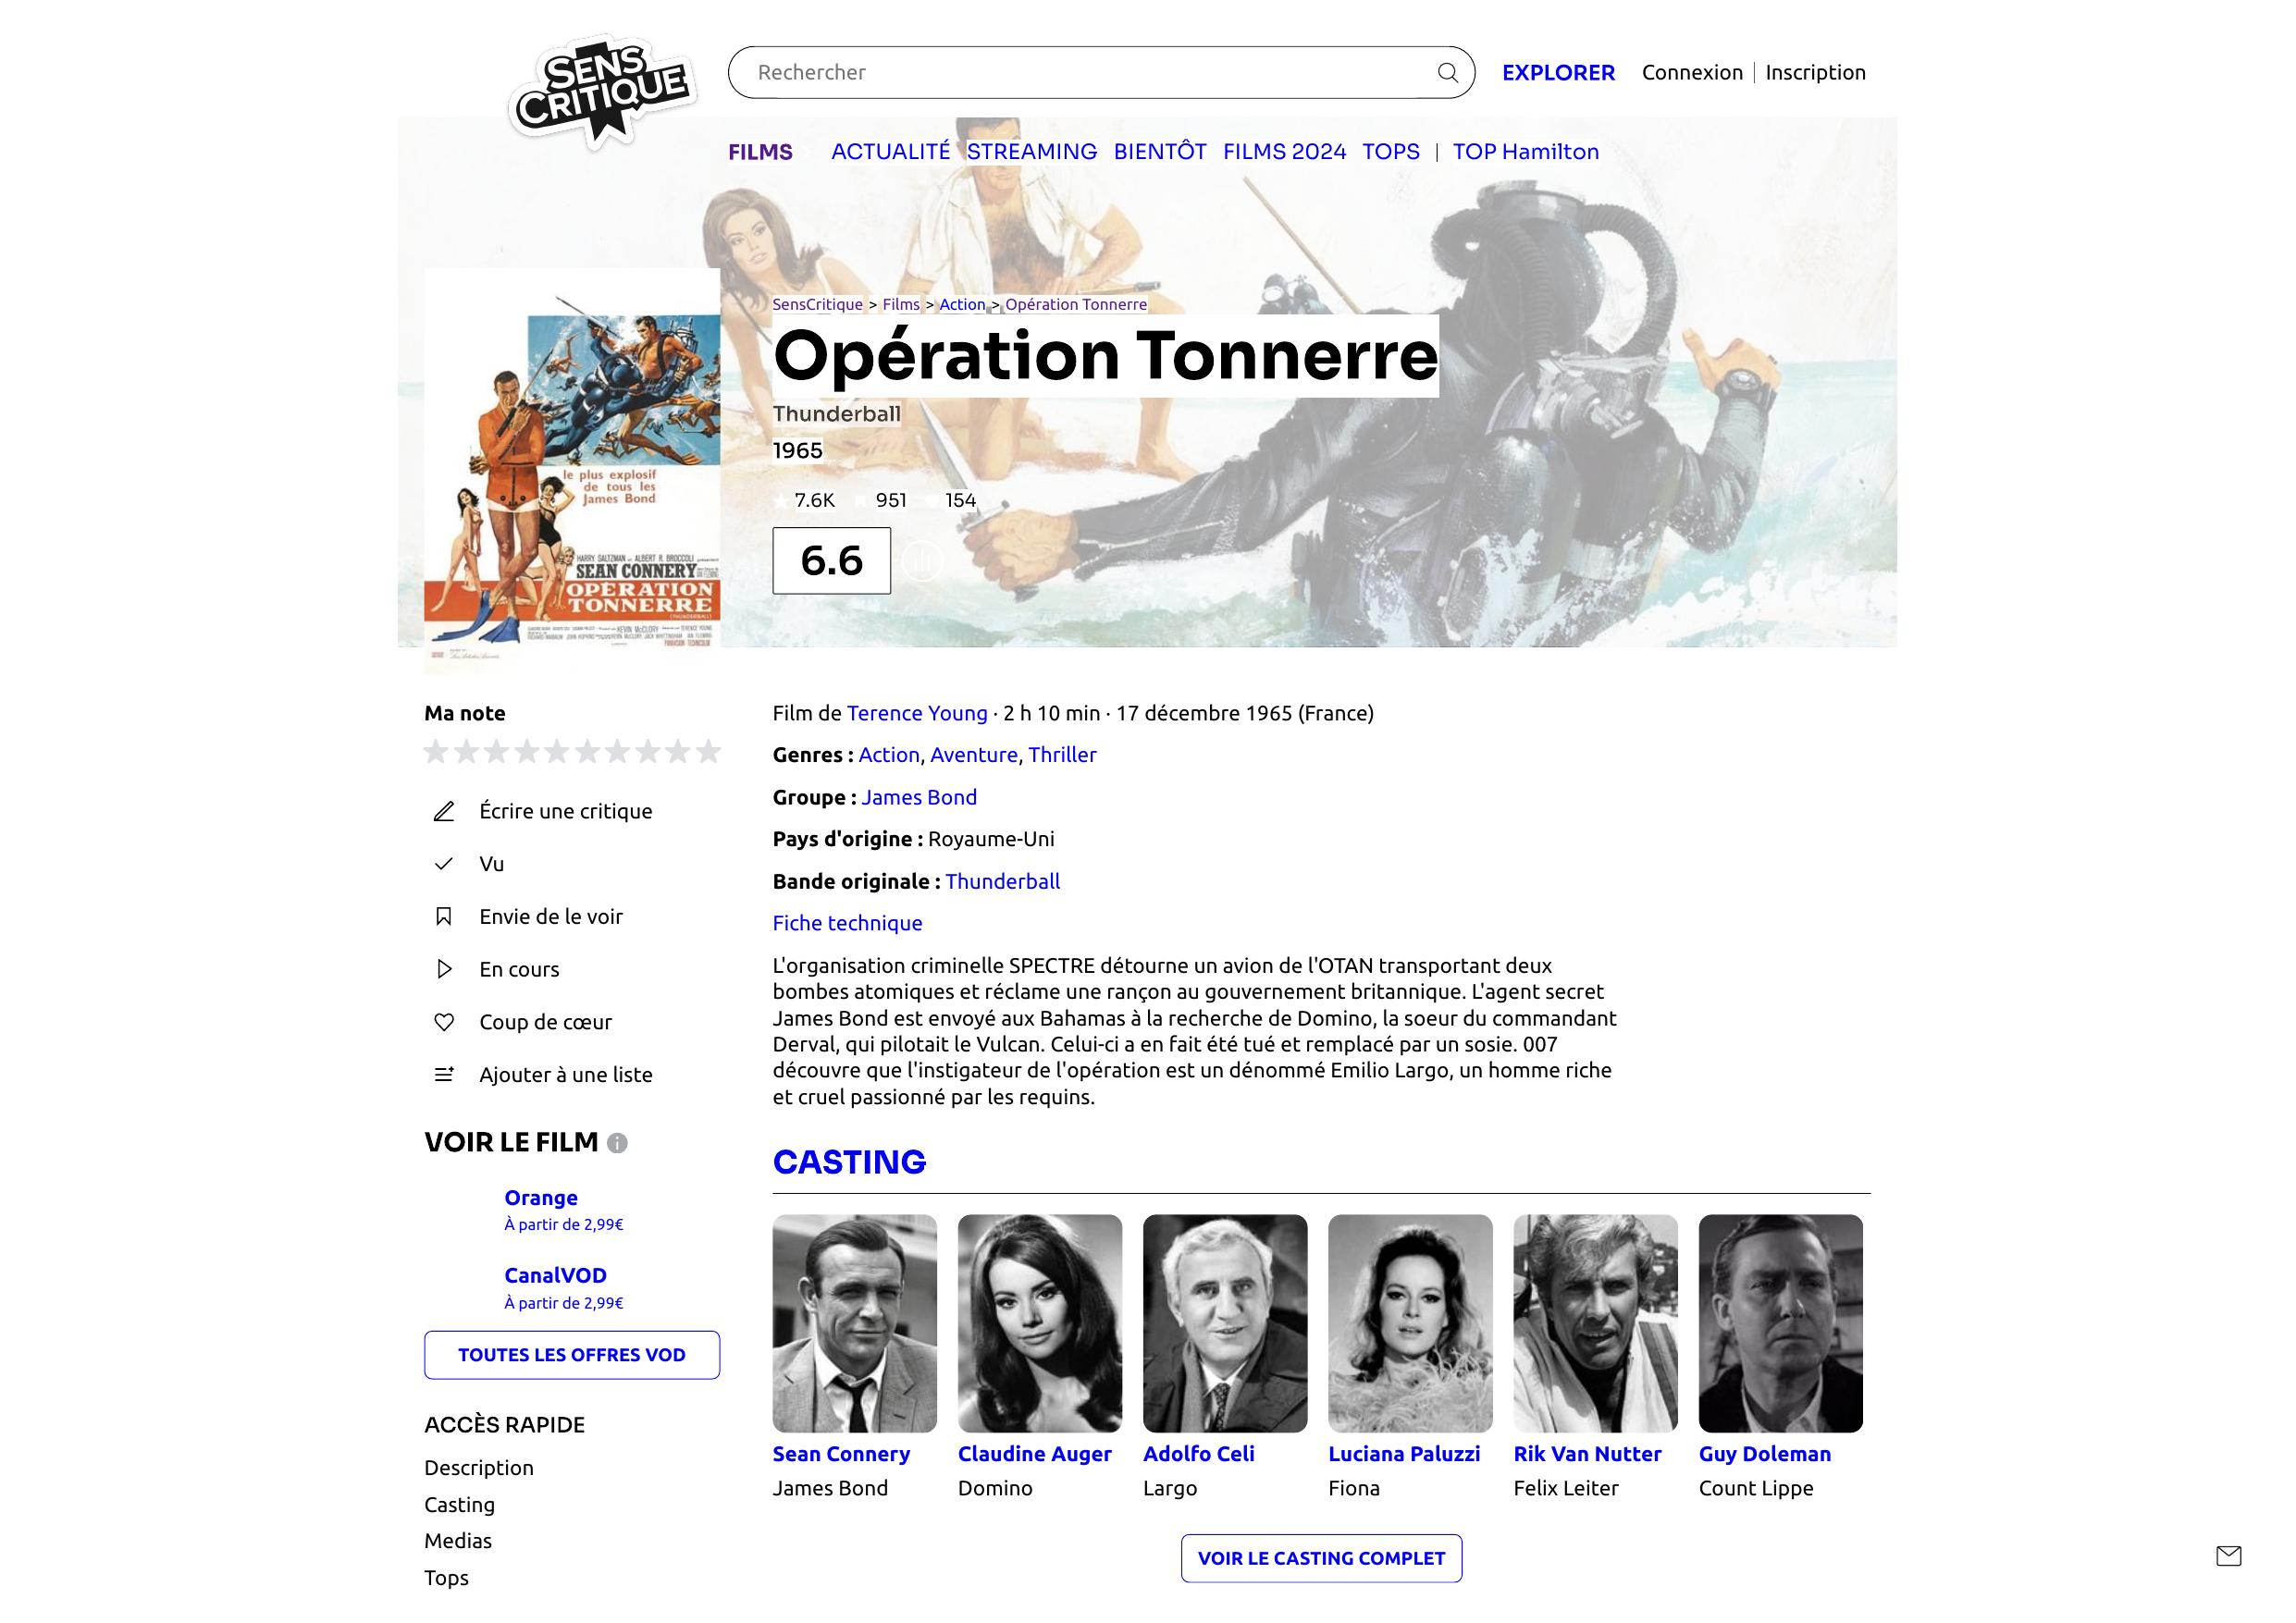 SENS
CRITIQUE
Rechercher
EXPLORER
Connexion | Inscription
FILMS
ACTUALITÉ STREAMING BIENTÔT FILMS 2024 TOPS | TOP Hamilton
SensCritique > Films > Action > Opération Tonnerre
Opération Tonnerre
Thunderball
1965
7.6K 951 154
6.6
le plus explosif
de tous les
James Bond
HARRY SALTZMAN ALBERT R. BROCCOLI
SEAN CONNERY
OPÉRATION
TONNERRE
(THUNDERBALL)
KEVIN McCLORY TERENCE YOUNG
Ma note
Écrire une critique
Vu
Envie de le voir
En cours
Coup de cœur
Ajouter à une liste
VOIR LE FILM
Orange
À partir de 2,99€
CanalVOD
À partir de 2,99€
TOUTES LES OFFRES VOD
ACCÈS RAPIDE
Description
Casting
Medias
Tops
Film de Terence Young · 2 h 10 min · 17 décembre 1965 (France)
Genres : Action, Aventure, Thriller
Groupe : James Bond
Pays d'origine : Royaume-Uni
Bande originale : Thunderball
Fiche technique
L'organisation criminelle SPECTRE détourne un avion de l'OTAN transportant deux
bombes atomiques et réclame une rançon au gouvernement britannique. L'agent secret
James Bond est envoyé aux Bahamas à la recherche de Domino, la soeur du commandant
Derval, qui pilotait le Vulcan. Celui-ci a en fait été tué et remplacé par un sosie. 007
découvre que l'instigateur de l'opération est un dénommé Emilio Largo, un homme riche
et cruel passionné par les requins.
CASTING
Sean Connery
James Bond
Claudine Auger
Domino
Adolfo Celi
Largo
Luciana Paluzzi
Fiona
Rik Van Nutter
Felix Leiter
Guy Doleman
Count Lippe
VOIR LE CASTING COMPLET